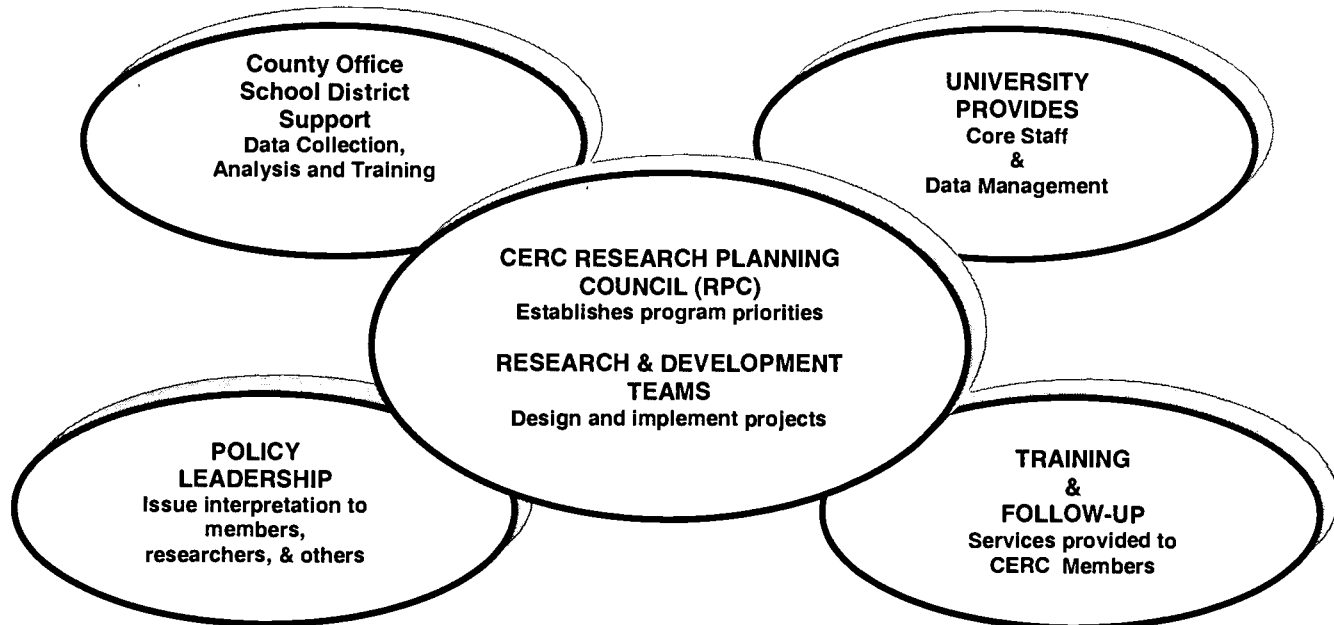 County Office
School District
Support
Data Collection,
Analysis and Training
UNIVERSITY
PROVIDES
Core Staff
&
Data Management
CERC RESEARCH PLANNING
COUNCIL (RPC)
Establishes program priorities
RESEARCH & DEVELOPMENT
TEAMS
Design and implement projects
POLICY
LEADERSHIP
Issue interpretation to
members,
researchers, & others
TRAINING
&
FOLLOW-UP
Services provided to
CERC Members